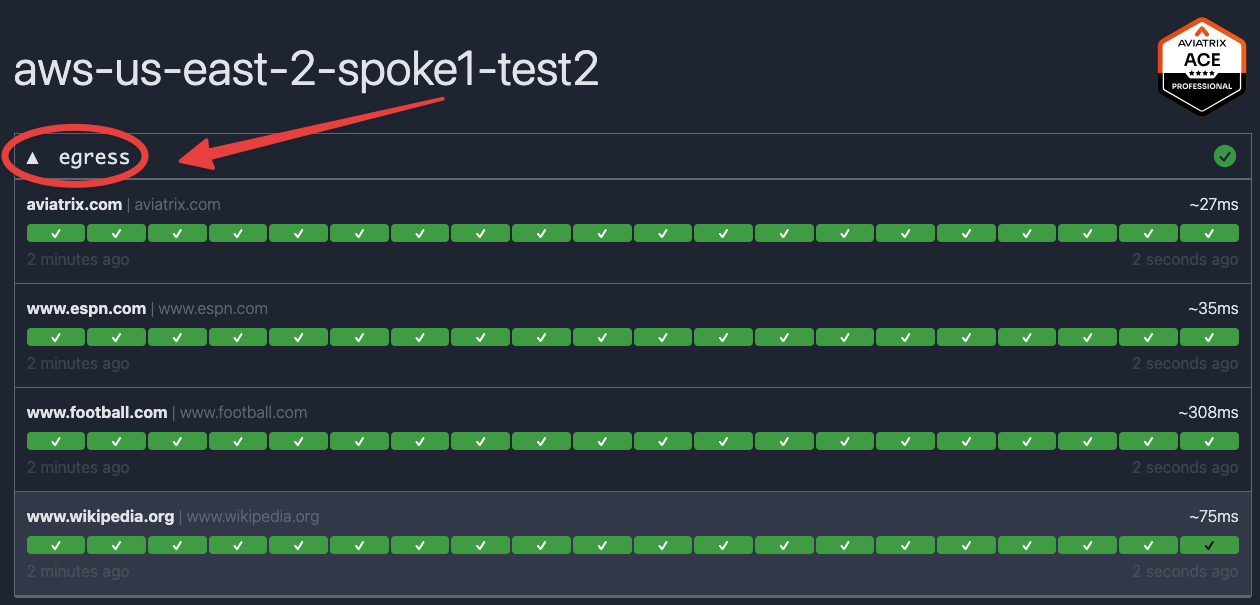 aws-us-east-2-spoke1-test2
AVIATRIX
ACE
PROFESSIONAL
▲ egress
aviatrix.com | aviatrix.com ~27ms
2 minutes ago 2 seconds ago
www.espn.com | www.espn.com ~35ms
2 minutes ago 2 seconds ago
www.football.com | www.football.com ~308ms
2 minutes ago 2 seconds ago
www.wikipedia.org | www.wikipedia.org ~75ms
2 minutes ago 2 seconds ago